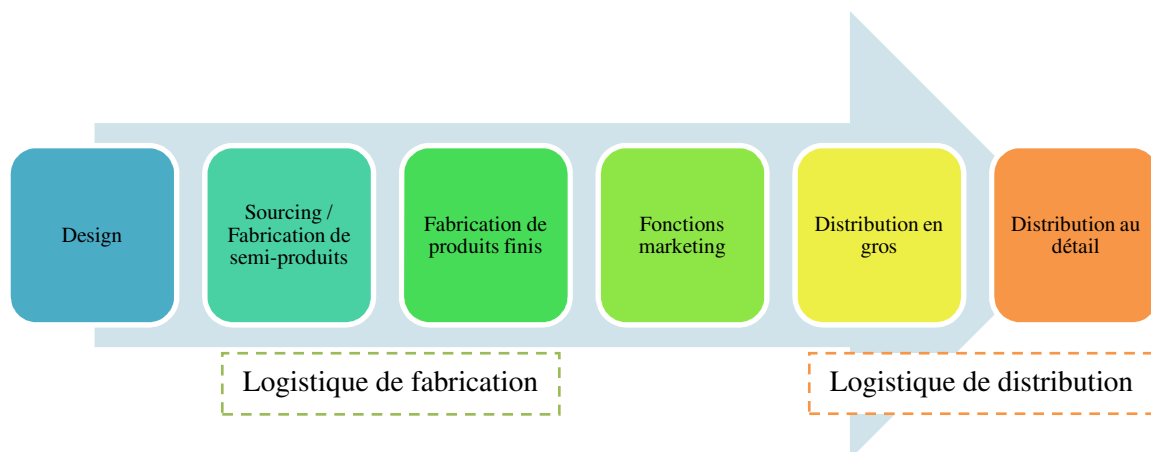 Design
Sourcing /
Fabrication de
semi-produits
Fabrication de
produits finis
Fonctions
marketing
Distribution en
gros
Distribution au
détail
Logistique de fabrication
Logistique de distribution